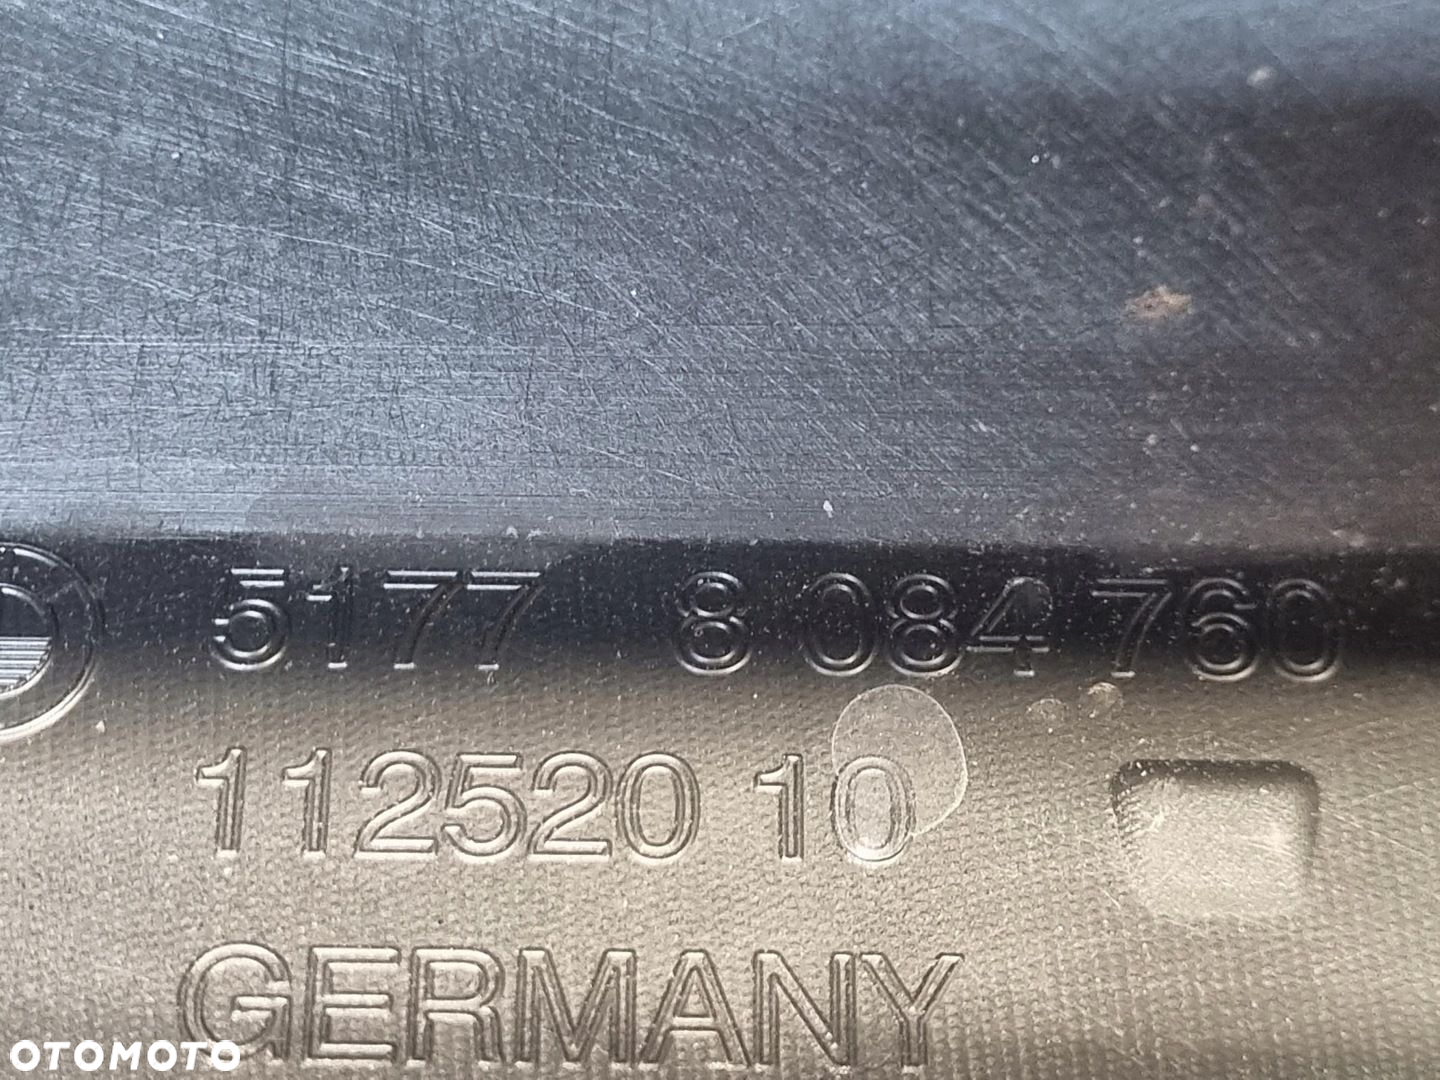 5177 8 084 760
112520 10
GERMANY
OTOMOTO